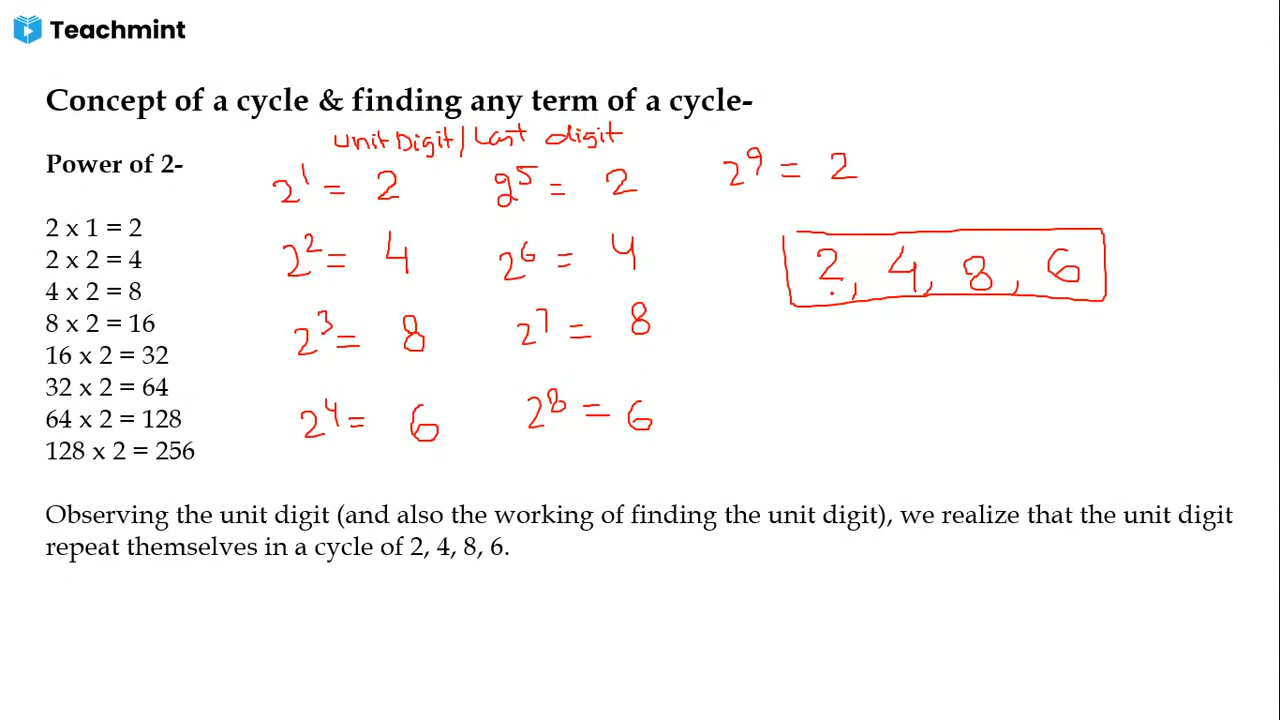 Teachmint
Concept of a cycle & finding any term of a cycle-
unit Digit/Last digit
Power of 2-
2¹ = 2
2⁵ = 2
2⁹ = 2
2 x 1 = 2
2 x 2 = 4
4 x 2 = 8
8 x 2 = 16
16 x 2 = 32
32 x 2 = 64
64 x 2 = 128
128 x 2 = 256
2² = 4
2⁶ = 4
2, 4, 8, 6
2³ = 8
2⁷ = 8
2⁴ = 6
2⁸ = 6
Observing the unit digit (and also the working of finding the unit digit), we realize that the unit digit
repeat themselves in a cycle of 2, 4, 8, 6.